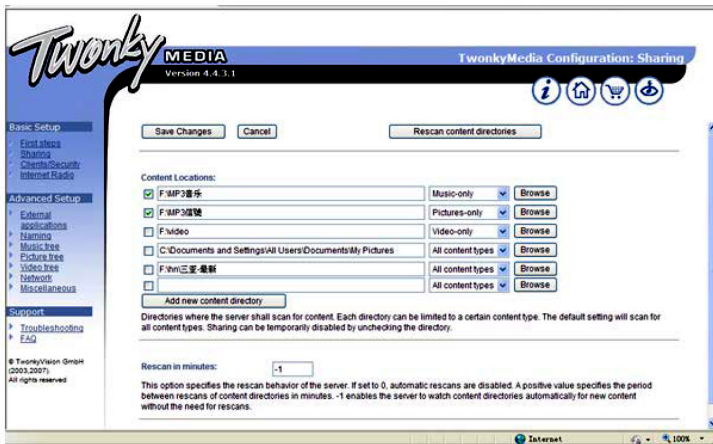 Twonky MEDIA
Version 4.4.3.1
TwonkyMedia Configuration: Sharing
Basic Setup
First steps
Sharing
Clients/Security
Internet Radio
Advanced Setup
External
applications
Naming
Music tree
Picture tree
Video tree
Network
Miscellaneous
Support
Troubleshooting
FAQ
© TwonkyVision GmbH
(2003,2007).
All rights reserved
Save Changes Cancel Rescan content directories
Content Locations:
F:\MP3音乐 Music-only Browse
F:\MP3信號 Pictures-only Browse
F:\video Video-only Browse
C:\Documents and Settings\All Users\Documents\My Pictures All content types Browse
F:\hn\三亚-最新 All content types Browse
All content types Browse
Add new content directory
Directories where the server shall scan for content. Each directory can be limited to a certain content type. The default setting will scan for
all content types. Sharing can be temporarily disabled by unchecking the directory.
Rescan in minutes: -1
This option specifies the rescan behavior of the server. If set to 0, automatic rescans are disabled. A positive value specifies the period
between rescans of content directories in minutes. -1 enables the server to watch content directories automatically for new content
without the need for rescans.
Internet 100%